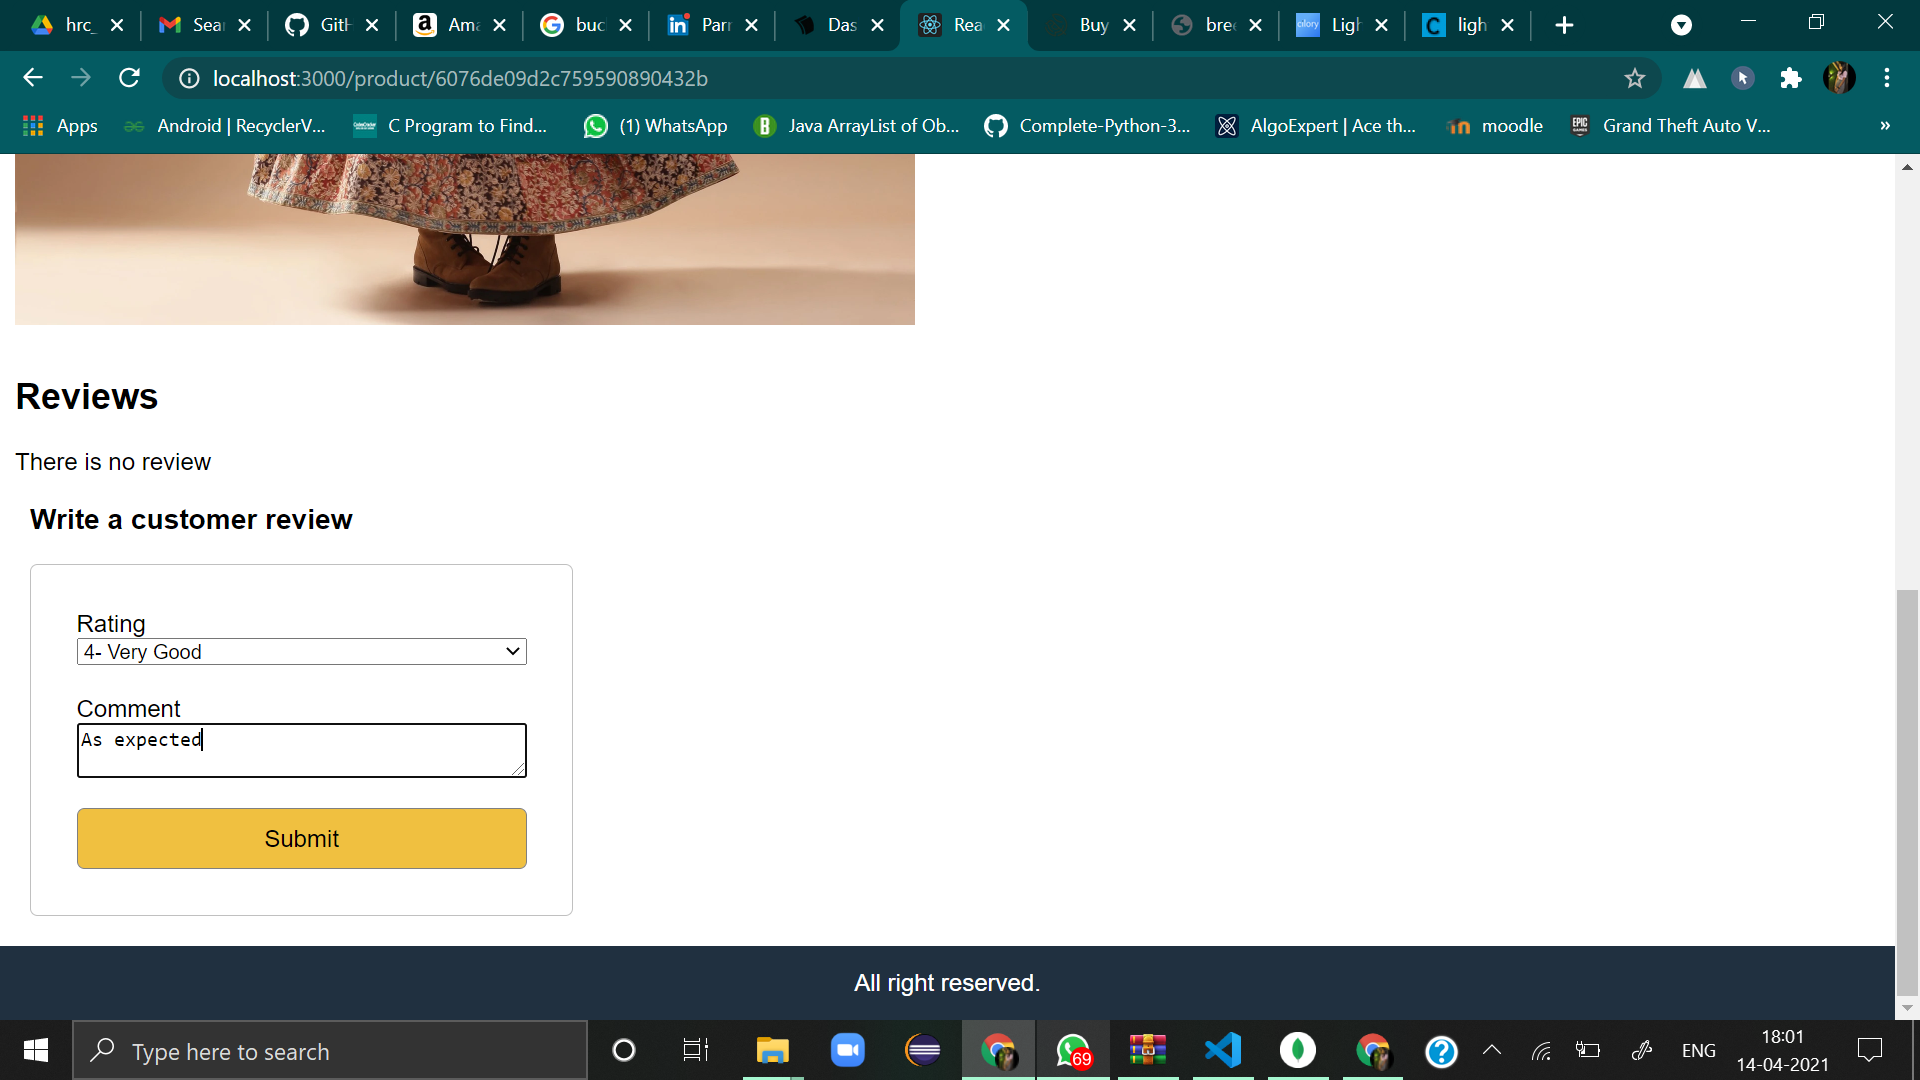 hrc_ Sear GitH Ama buc Parn Das Rea Buy bree Ligh ligh
localhost:3000/product/6076de09d2c759590890432b
Apps Android | RecyclerV... C Program to Find... (1) WhatsApp Java ArrayList of Ob... Complete-Python-3... AlgoExpert | Ace th... moodle Grand Theft Auto V... »
Reviews
There is no review
Write a customer review
Rating
4- Very Good
Comment
As expected
Submit
All right reserved.
Type here to search 69 ENG 18:01
14-04-2021